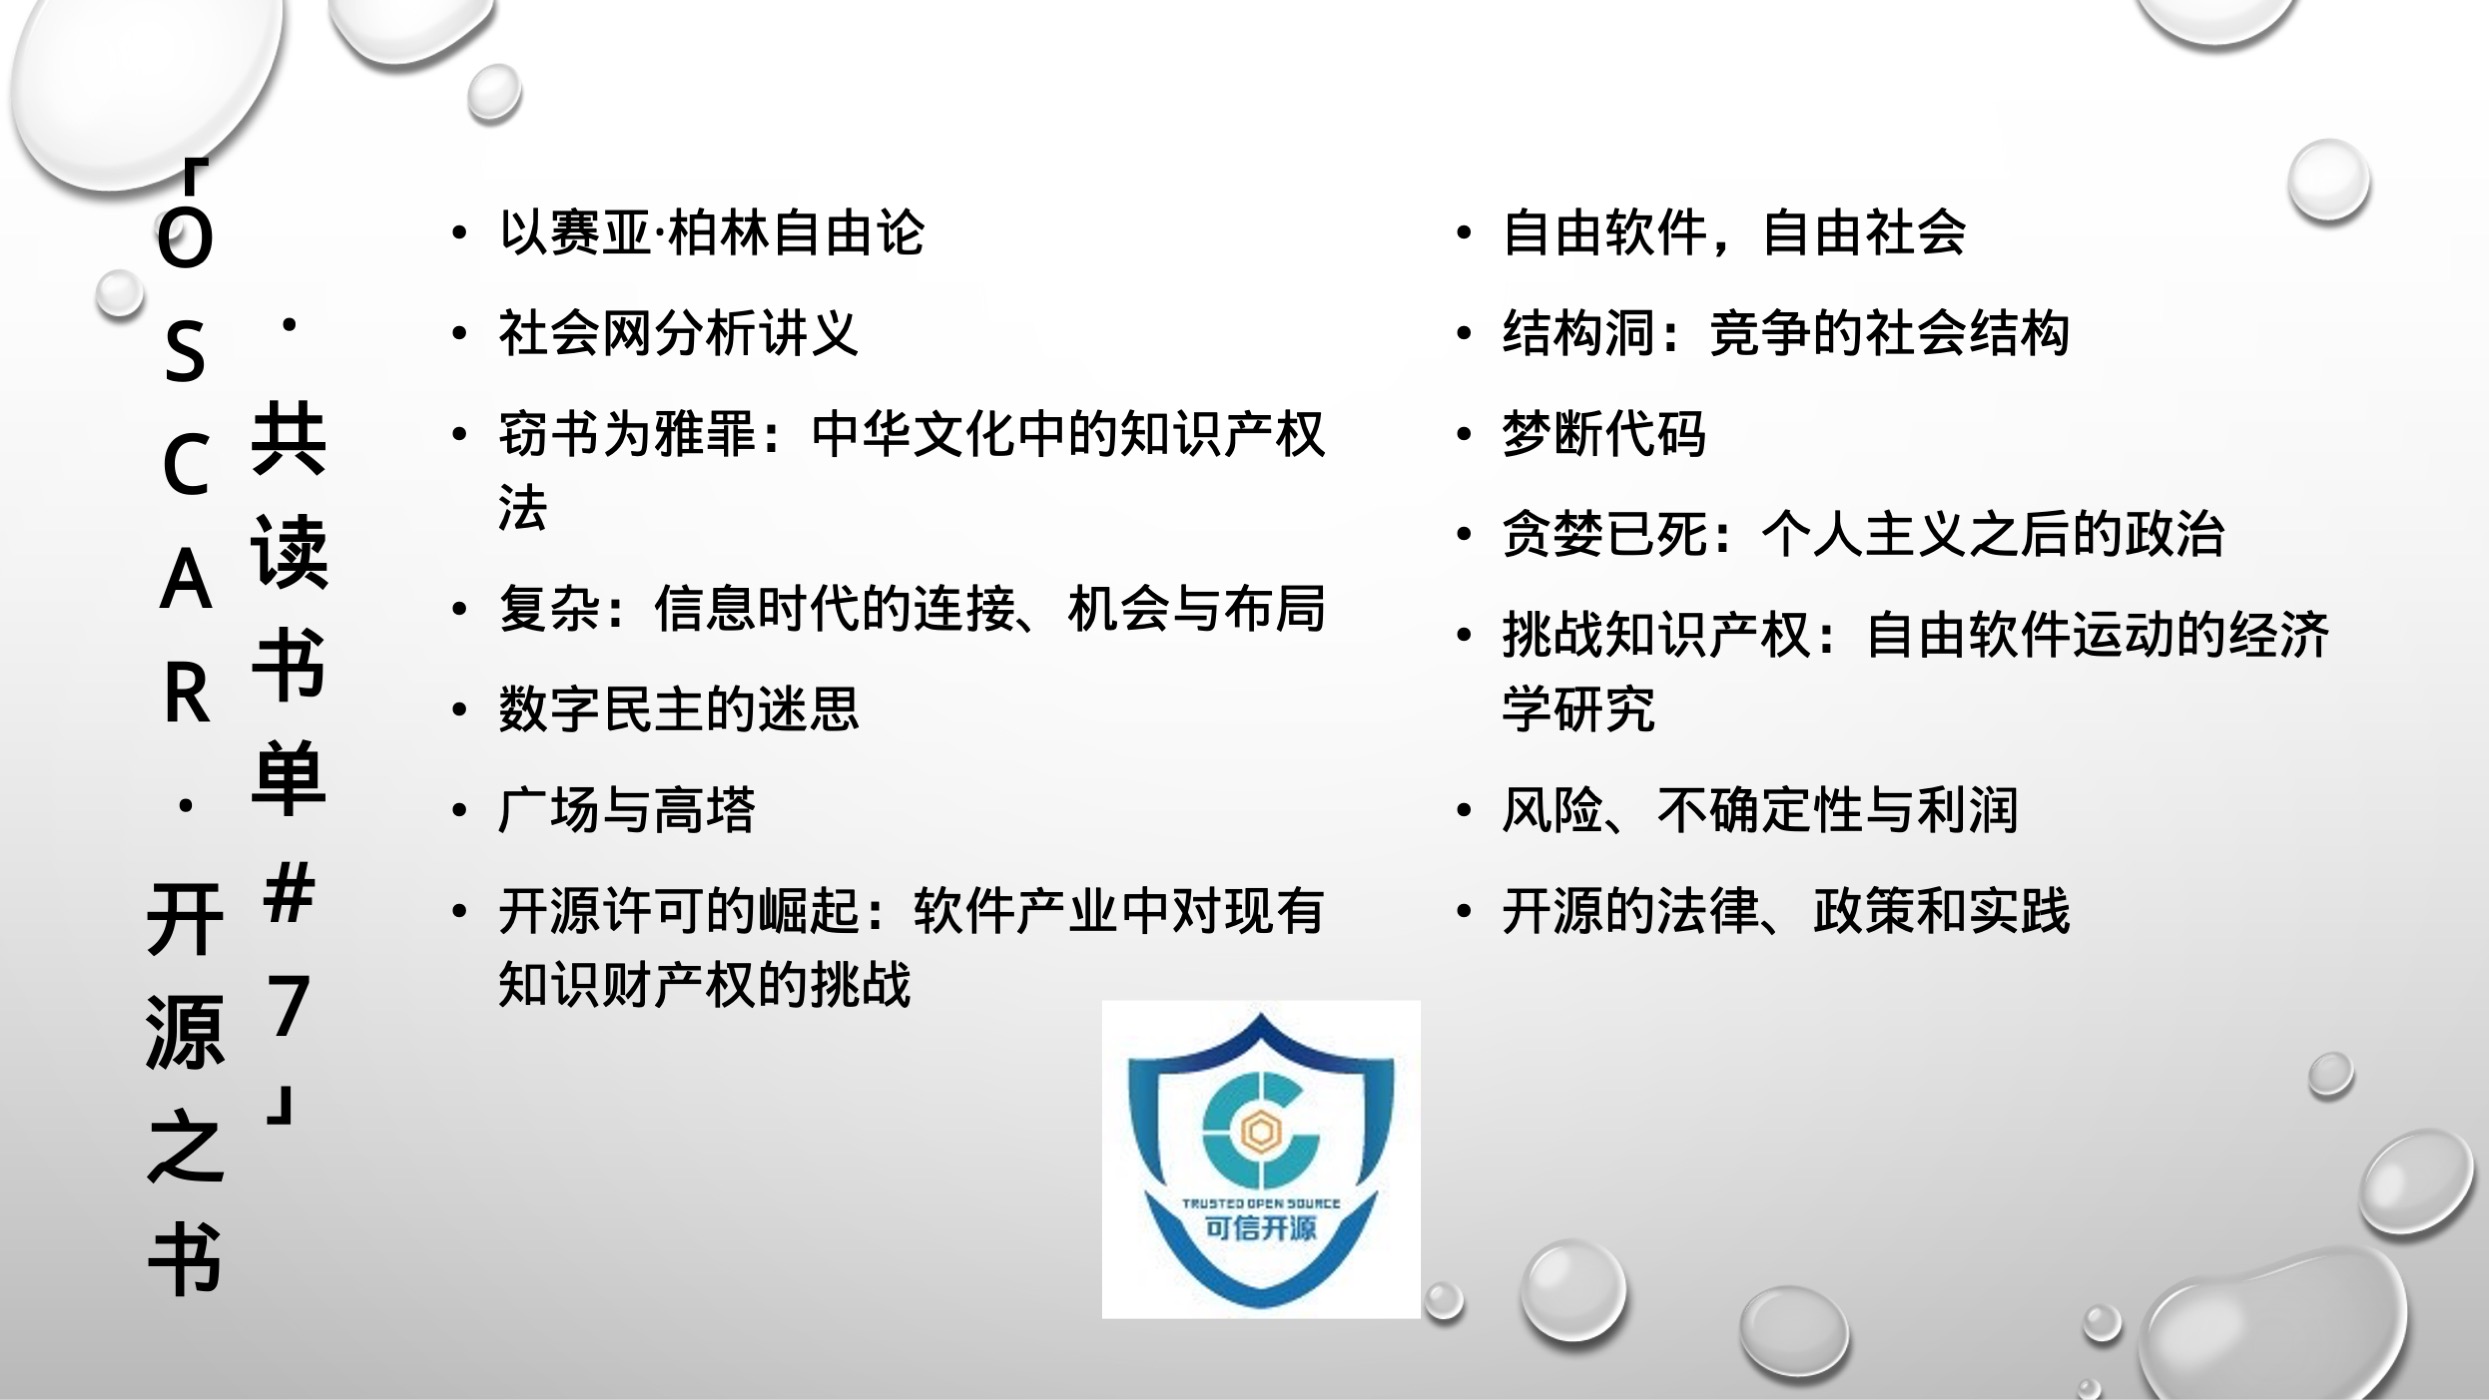 「OSCAR·开源之书
·共读书单#7」
以赛亚·柏林自由论
社会网分析讲义
窃书为雅罪：中华文化中的知识产权
法
复杂：信息时代的连接、机会与布局
数字民主的迷思
广场与高塔
开源许可的崛起：软件产业中对现有
知识财产权的挑战
自由软件，自由社会
结构洞：竞争的社会结构
梦断代码
贪婪已死：个人主义之后的政治
挑战知识产权：自由软件运动的经济
学研究
风险、不确定性与利润
开源的法律、政策和实践
TRUSTED OPEN SOURCE
可信开源